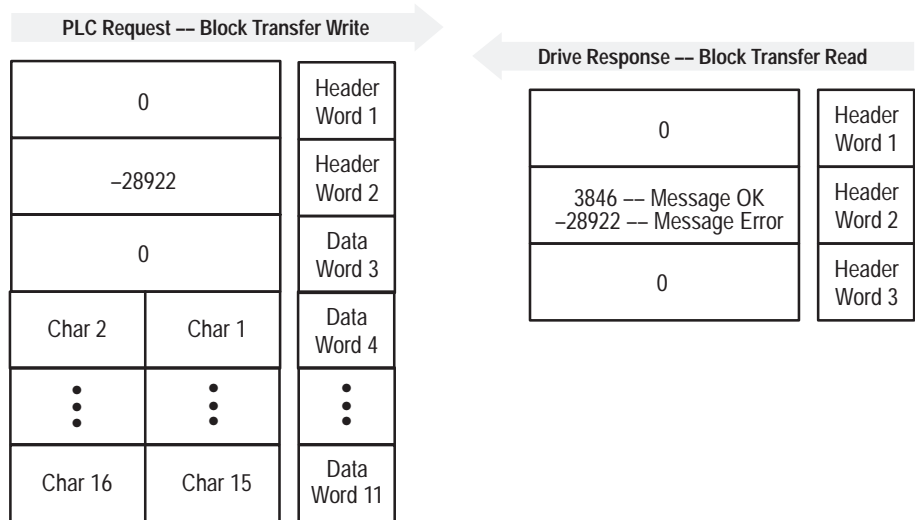 PLC Request –– Block Transfer Write
0
Header
Word 1
–28922
Header
Word 2
0
Data
Word 3
Char 2
Char 1
Data
Word 4
Char 16
Char 15
Data
Word 11
Drive Response –– Block Transfer Read
0
Header
Word 1
3846 –– Message OK
–28922 –– Message Error
Header
Word 2
0
Header
Word 3